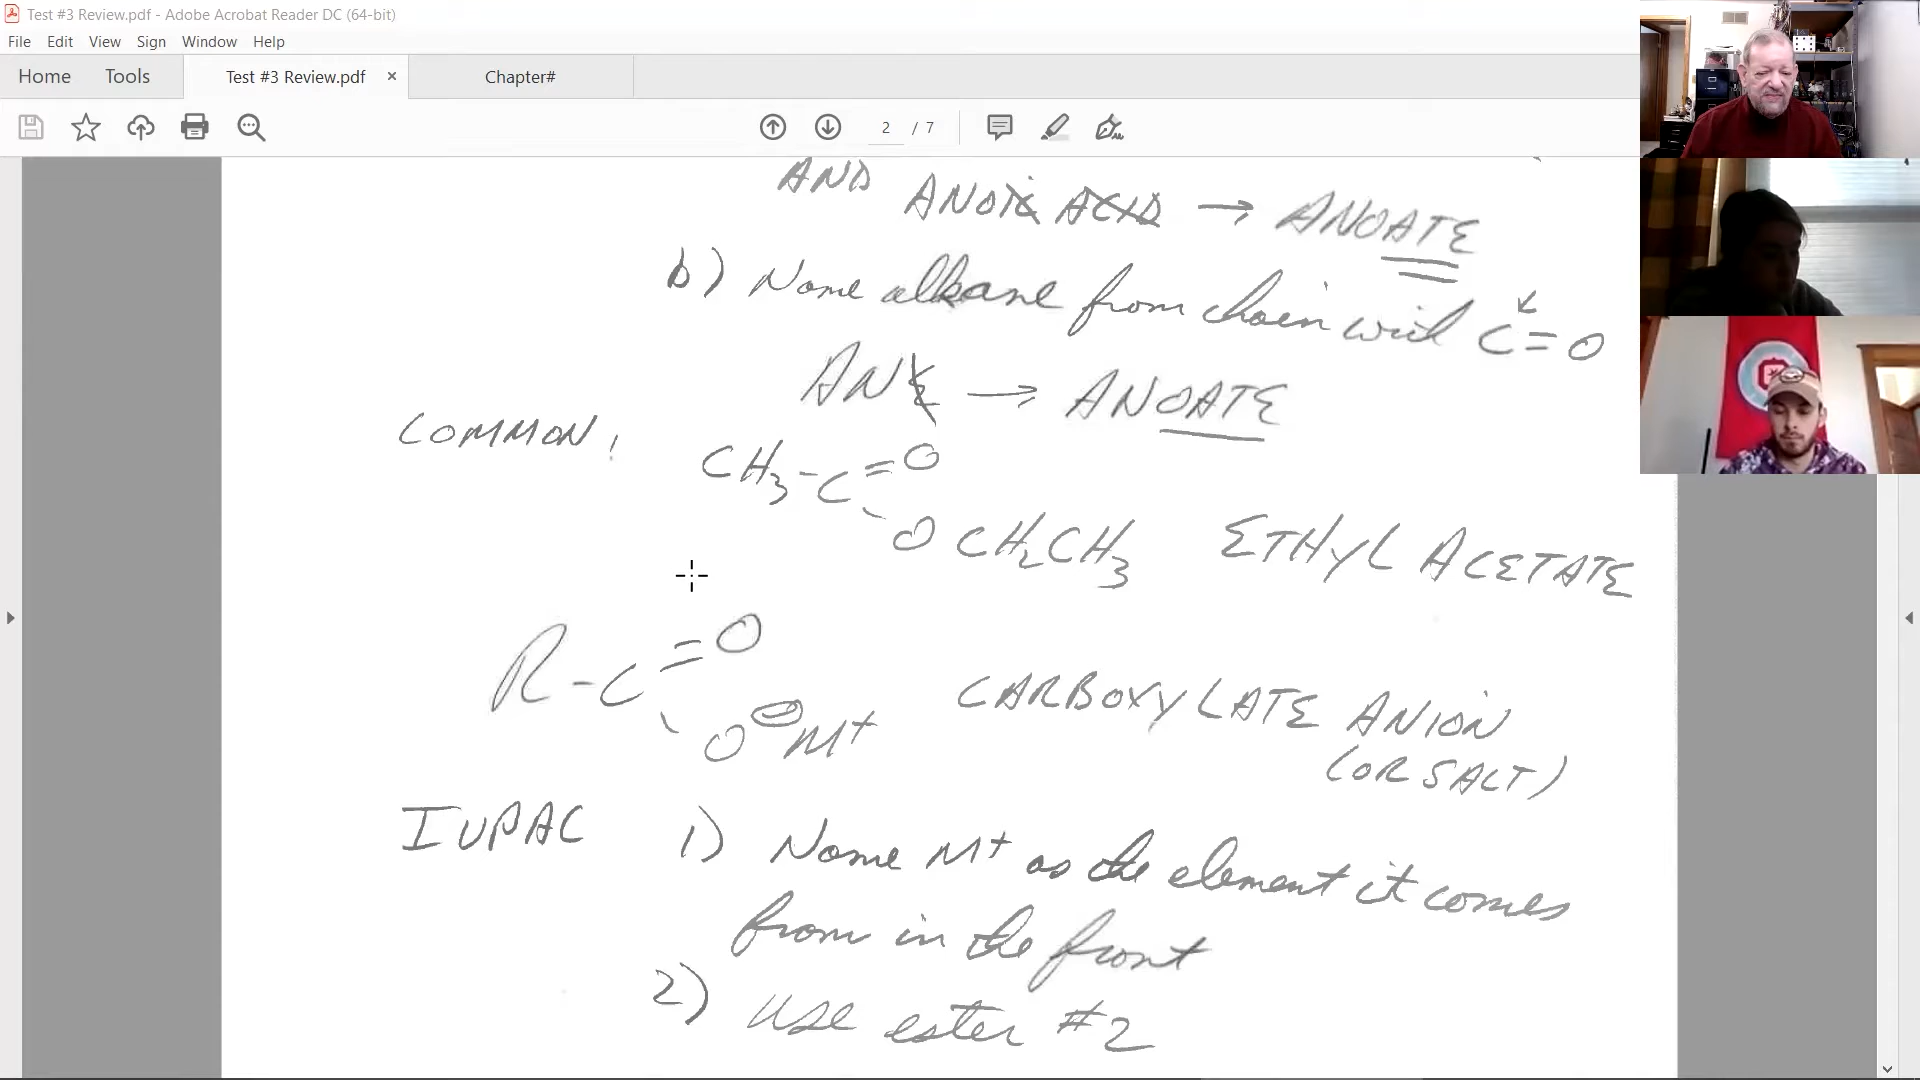 Test #3 Review.pdf - Adobe Acrobat Reader DC (64-bit)
File Edit View Sign Window Help
Home Tools Test #3 Review.pdf × Chapter#
2 / 7
AND ANOIC ACID → ANOATE
b) Name alkane from chain with C=O
ANE → ANOATE
COMMON:
CH3-C=O
OCH2CH3 ETHYL ACETATE
R-C=O
O⊖M+ CARBOXYLATE ANION
(OR SALT)
IUPAC 1) Name M+ as the element it comes
from in the front
2) Use ester #2